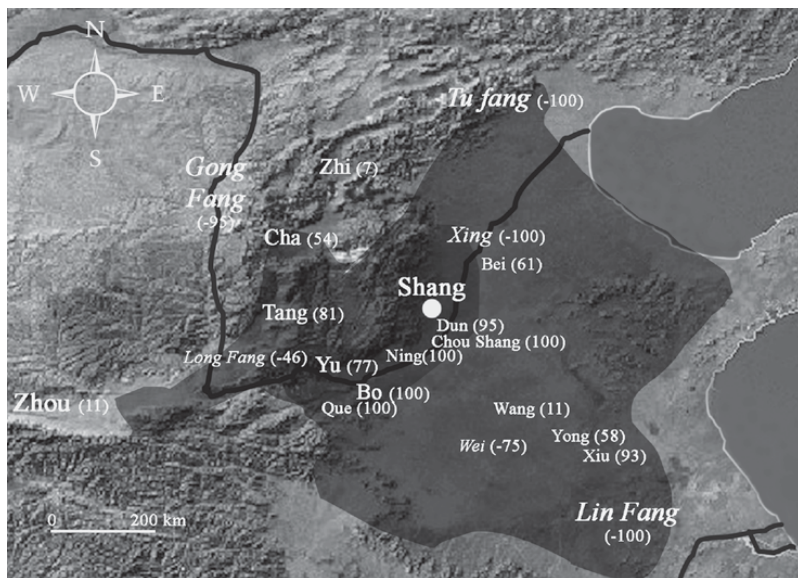 N
W E
S
Tu fang (-100)
Gong
Fang
(-95)
Zhi (7)
Cha (54)
Xing (-100)
Bei (61)
Shang
Tang (81)
Dun (95)
Chou Shang (100)
Long Fang (-46)
Yu (77)
Ning(100)
Zhou (11)
Bo (100)
Que (100)
Wang (11)
Wei (-75)
Yong (58)
Xiu (93)
Lin Fang
(-100)
0 200 km